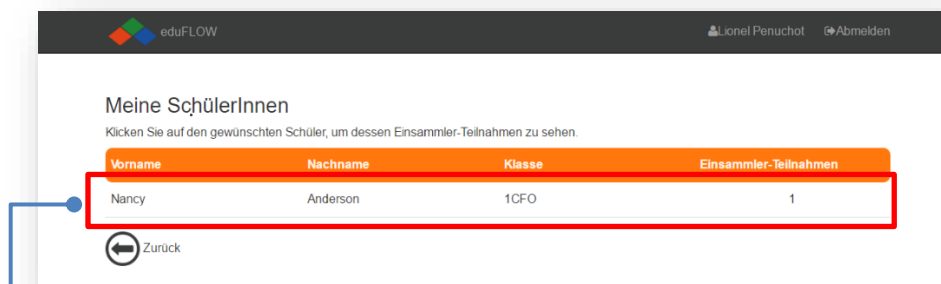 eduFLOW Lionel Penuchot Abmelden
Meine SchülerInnen
Klicken Sie auf den gewünschten Schüler, um dessen Einsammler-Teilnahmen zu sehen.
Vorname Nachname Klasse Einsammler-Teilnahmen
Nancy Anderson 1CFO 1
Zurück